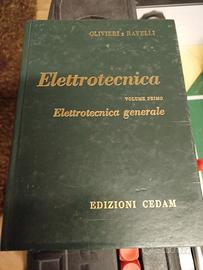 OLIVIERI e RAVELLI
Elettrotecnica
VOLUME PRIMO
Elettrotecnica generale
EDIZIONI CEDAM